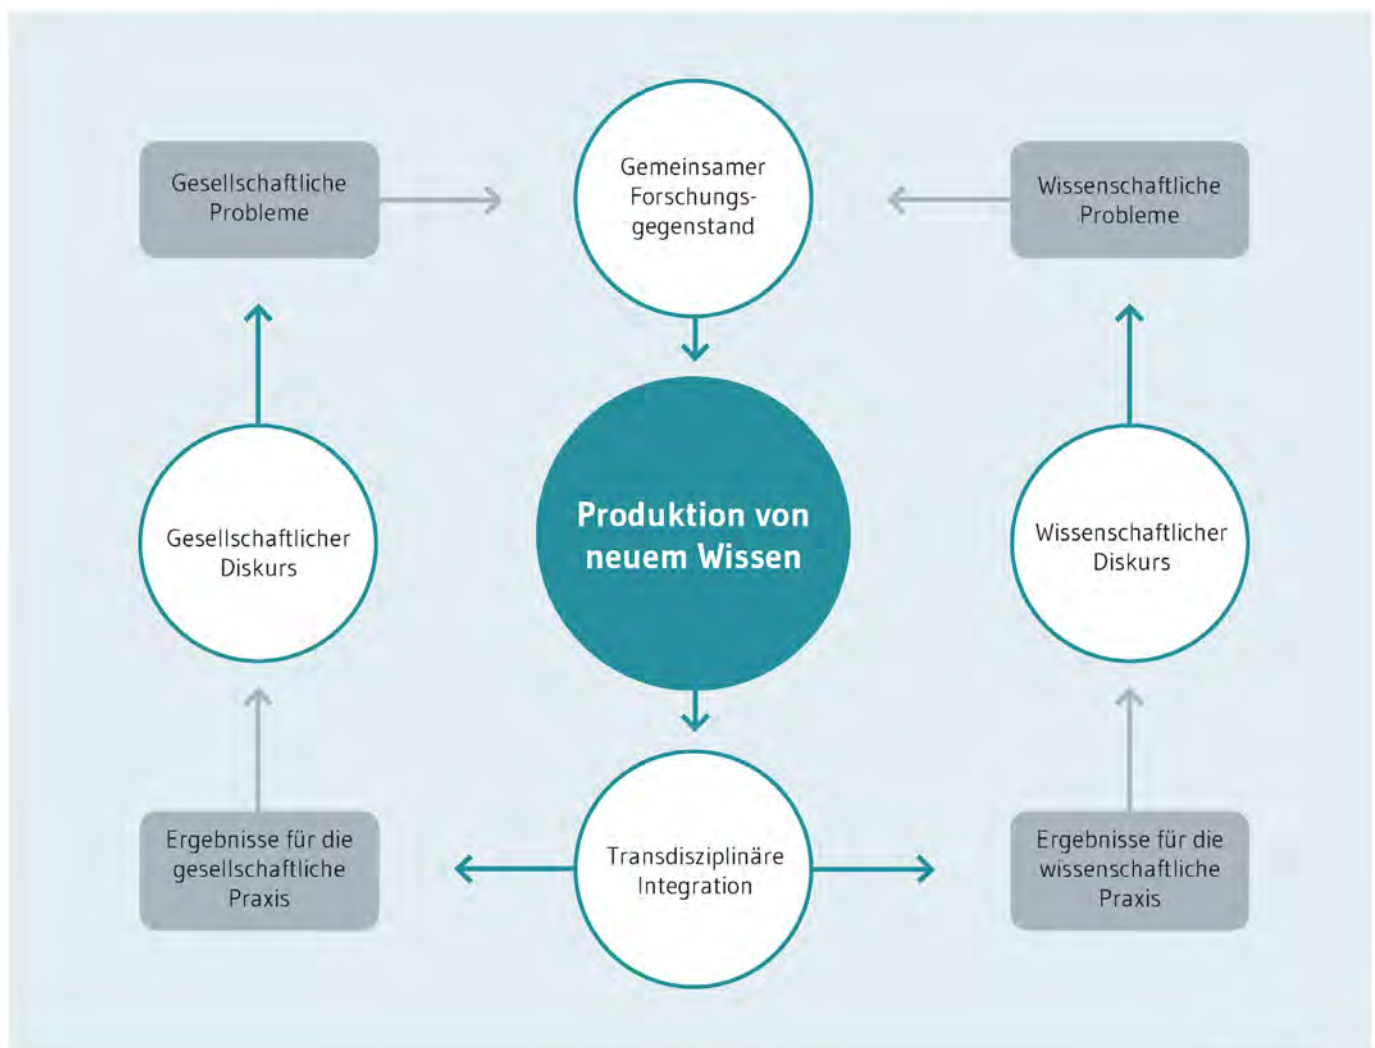 Gesellschaftliche
Probleme
Gemeinsamer
Forschungs-
gegenstand
Wissenschaftliche
Probleme
Gesellschaftlicher
Diskurs
Produktion von
neuem Wissen
Wissenschaftlicher
Diskurs
Ergebnisse für die
gesellschaftliche
Praxis
Transdisziplinäre
Integration
Ergebnisse für die
wissenschaftliche
Praxis